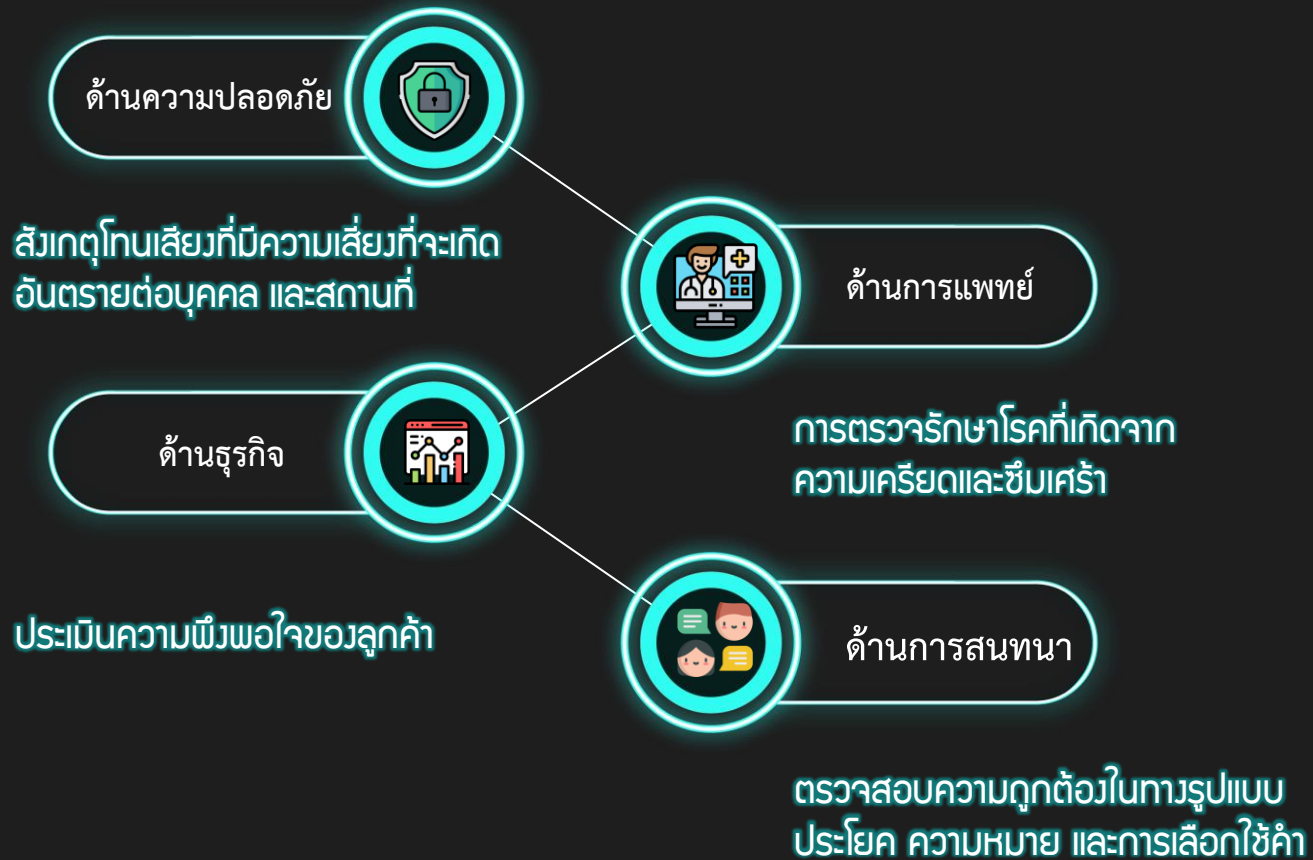 ด้านความปลอดภัย
สังเกตุโทนเสียงที่มีความเสี่ยงที่จะเกิด
อันตรายต่อบุคคล และสถานที่
ด้านการแพทย์
การตรวจรักษาโรคที่เกิดจาก
ความเครียดและซึมเศร้า
ด้านธุรกิจ
ประเมินความพึงพอใจของลูกค้า
ด้านการสนทนา
ตรวจสอบความถูกต้องในทางรูปแบบ
ประโยค ความหมาย และการเลือกใช้คำ